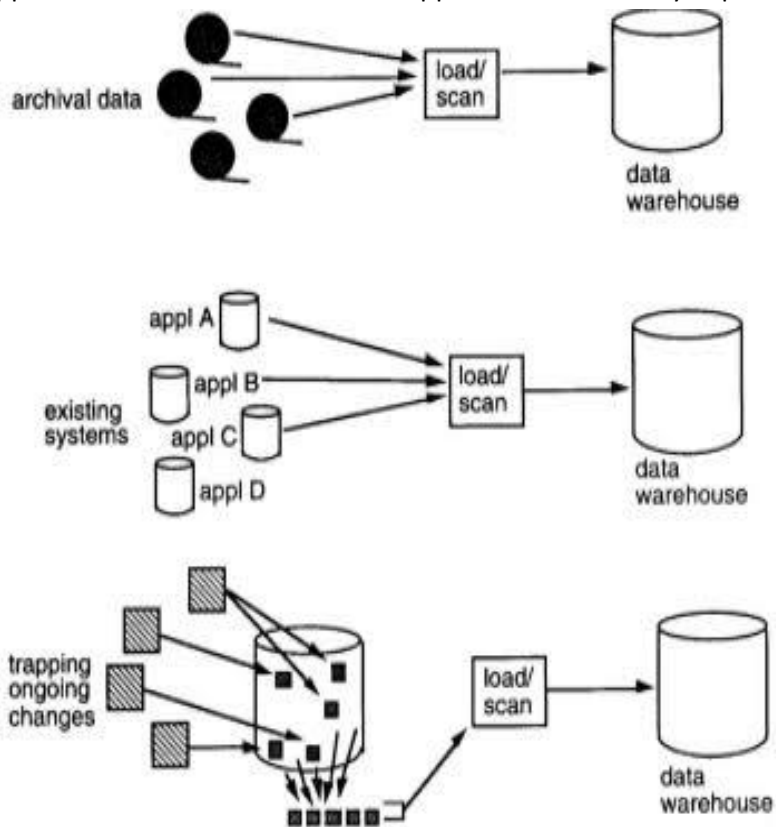 archival data
load/
scan
data
warehouse
appl A
appl B
existing
systems
appl C
appl D
load/
scan
data
warehouse
trapping
ongoing
changes
load/
scan
data
warehouse